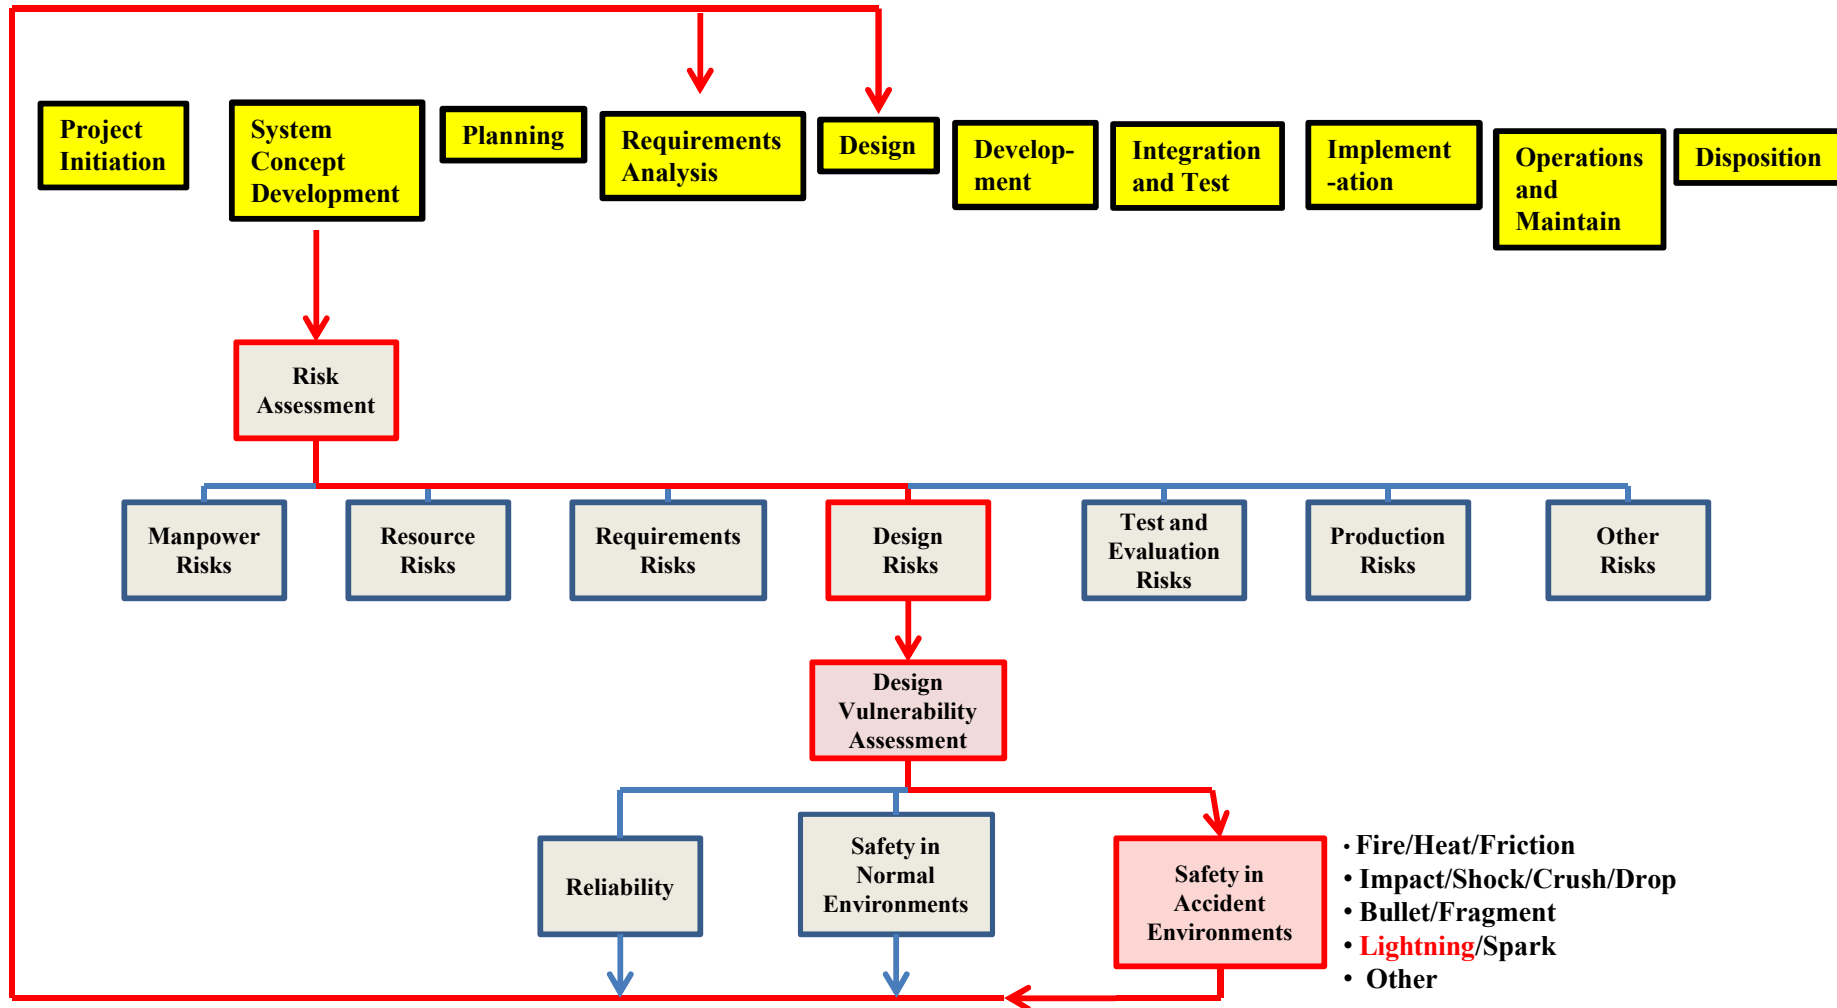 Project
Initiation
System
Concept
Development
Planning
Requirements
Analysis
Design
Develop-
ment
Integration
and Test
Implement
-ation
Operations
and
Maintain
Disposition
Risk
Assessment
Manpower
Risks
Resource
Risks
Requirements
Risks
Design
Risks
Test and
Evaluation
Risks
Production
Risks
Other
Risks
Design
Vulnerability
Assessment
Reliability
Safety in
Normal
Environments
Safety in
Accident
Environments
• Fire/Heat/Friction
• Impact/Shock/Crush/Drop
• Bullet/Fragment
• Lightning/Spark
• Other